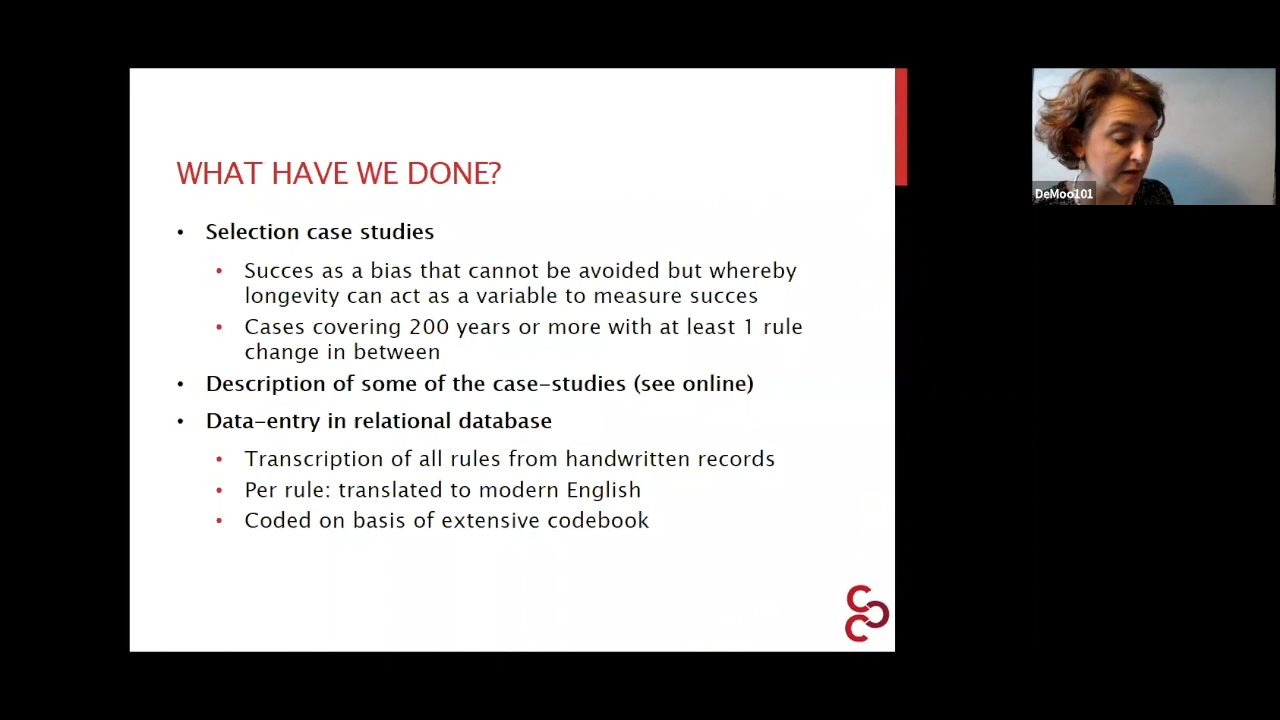 WHAT HAVE WE DONE?
• Selection case studies
• Succes as a bias that cannot be avoided but whereby
longevity can act as a variable to measure succes
• Cases covering 200 years or more with at least 1 rule
change in between
• Description of some of the case-studies (see online)
• Data-entry in relational database
• Transcription of all rules from handwritten records
• Per rule: translated to modern English
• Coded on basis of extensive codebook
DeMoo101